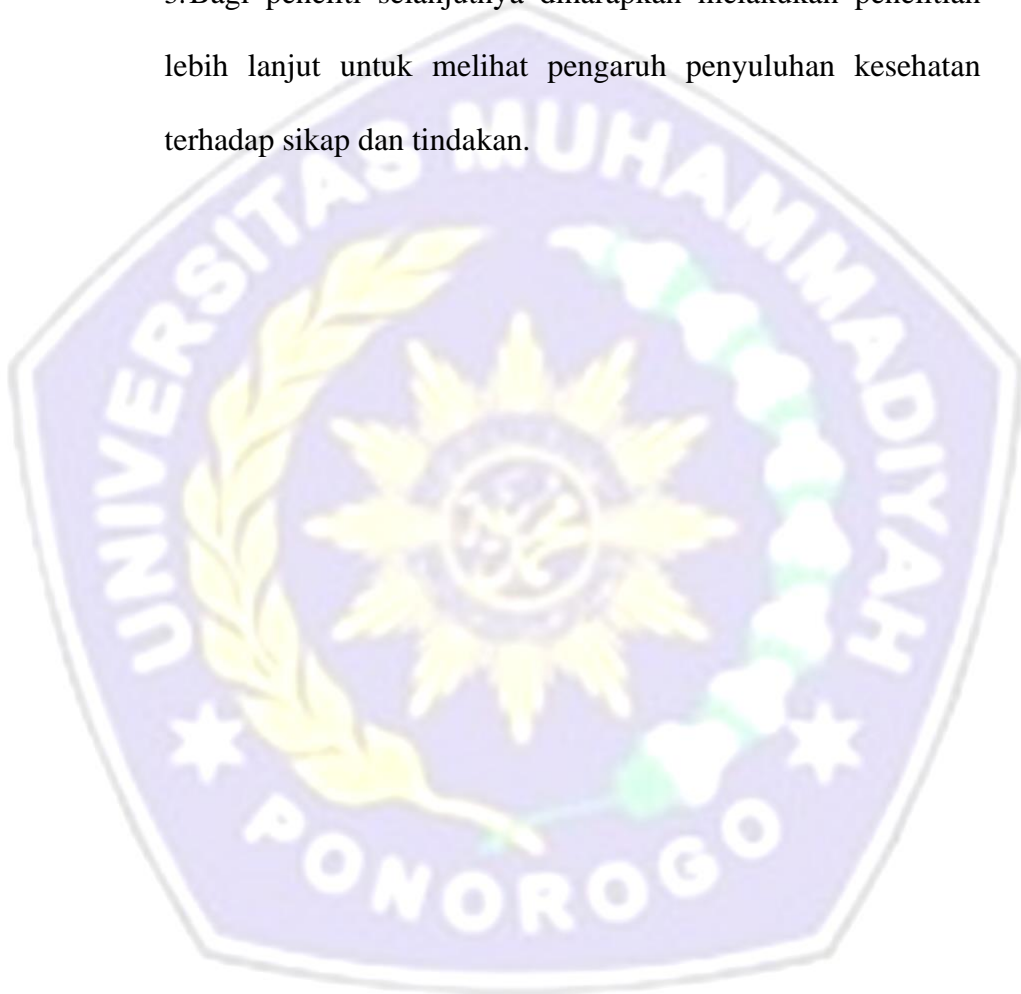 3.Bagi peneliti selanjutnya diharapkan melakukan penelitian
lebih lanjut untuk melihat pengaruh penyuluhan kesehatan
terhadap sikap dan tindakan.
UNIVERSITAS MUHAMMADIYAH
PONOROGO